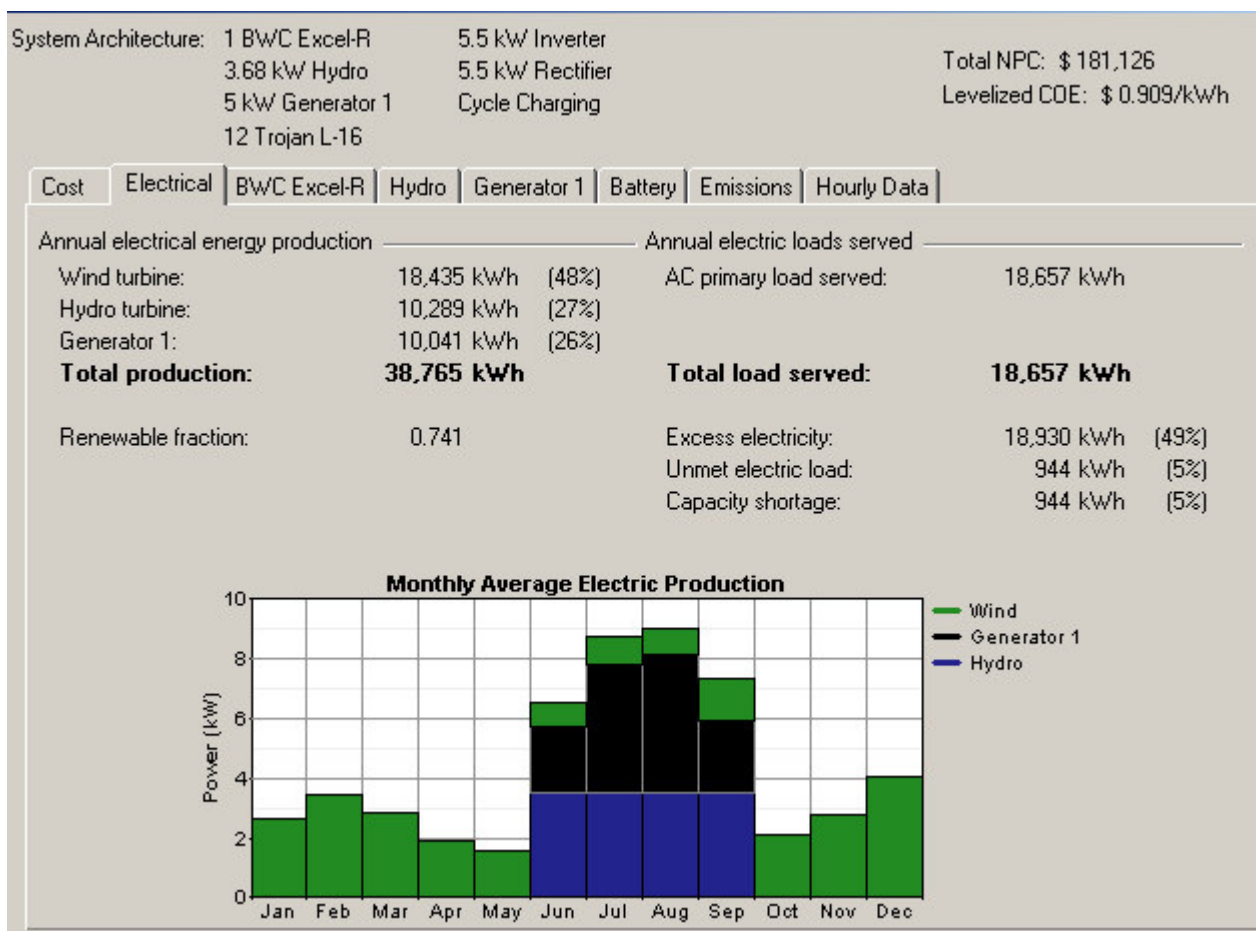 System Architecture: 1 BWC Excel-R 5.5 kW Inverter
3.68 kW Hydro 5.5 kW Rectifier
5 kW Generator 1 Cycle Charging
12 Trojan L-16
Total NPC: $ 181,126
Levelized COE: $ 0.909/kWh
Cost Electrical BWC Excel-R Hydro Generator 1 Battery Emissions Hourly Data
Annual electrical energy production
Wind turbine: 18,435 kWh (48%)
Hydro turbine: 10,289 kWh (27%)
Generator 1: 10,041 kWh (26%)
Total production: 38,765 kWh
Renewable fraction: 0.741
Annual electric loads served
AC primary load served: 18,657 kWh
Total load served: 18,657 kWh
Excess electricity: 18,930 kWh (49%)
Unmet electric load: 944 kWh (5%)
Capacity shortage: 944 kWh (5%)
Monthly Average Electric Production
10
8
6
4
2
0
Power (kW)
Jan Feb Mar Apr May Jun Jul Aug Sep Oct Nov Dec
Wind
Generator 1
Hydro